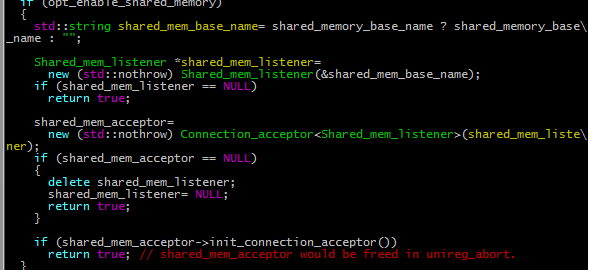 if (opt_enable_shared_memory)
{
std::string shared_mem_base_name= shared_memory_base_name ? shared_memory_base\
_name : "";
Shared_mem_listener *shared_mem_listener=
new (std::nothrow) Shared_mem_listener(&shared_mem_base_name);
if (shared_mem_listener == NULL)
return true;
shared_mem_acceptor=
new (std::nothrow) Connection_acceptor<Shared_mem_listener>(shared_mem_liste\
ner);
if (shared_mem_acceptor == NULL)
{
delete shared_mem_listener;
shared_mem_listener= NULL;
return true;
}
if (shared_mem_acceptor->init_connection_acceptor())
return true; // shared_mem_acceptor would be freed in unireg_abort.
}